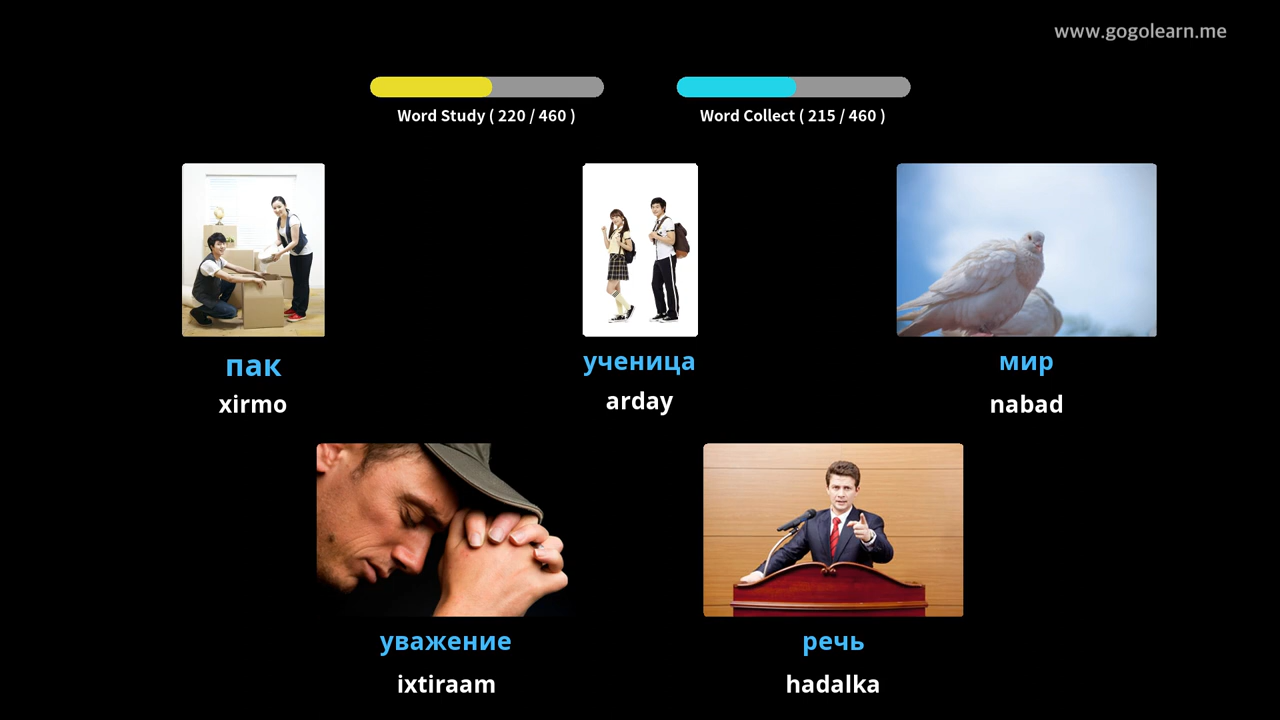 www.gogolearn.me
Word Study ( 220 / 460 )
Word Collect ( 215 / 460 )
пак
ученица
мир
xirmo
arday
nabad
уважение
речь
ixtiraam
hadalka